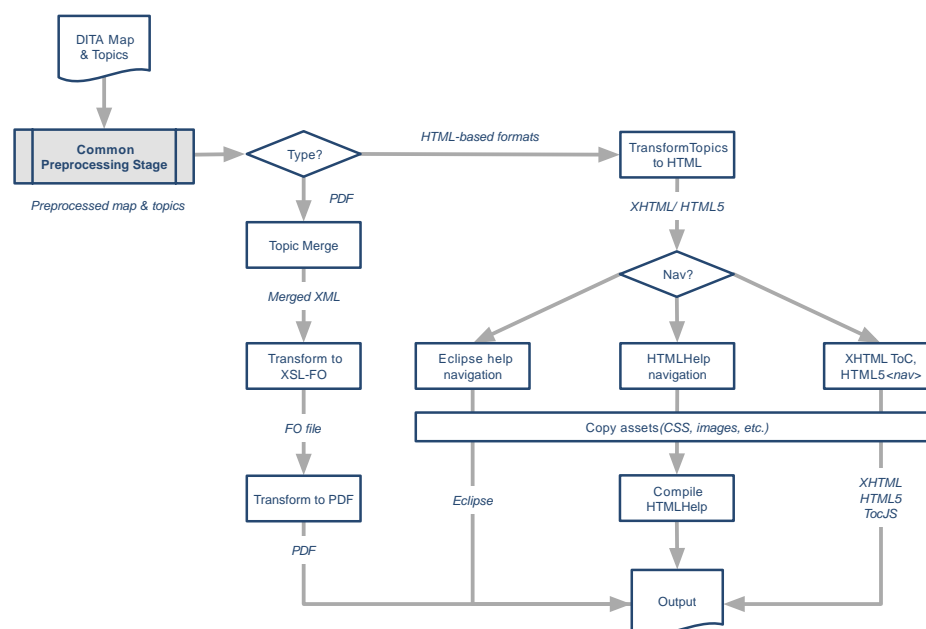 DITA Map
& Topics
Common
Preprocessing Stage
Preprocessed map & topics
Type?
HTML-based formats
TransformTopics
to HTML
PDF
XHTML/ HTML5
Topic Merge
Nav?
Merged XML
Transform to
XSL-FO
Eclipse help
navigation
HTMLHelp
navigation
XHTML ToC,
HTML5<nav>
FO file
Copy assets(CSS, images, etc.)
Transform to PDF
Eclipse
Compile
HTMLHelp
XHTML
HTML5
TocJS
PDF
Output